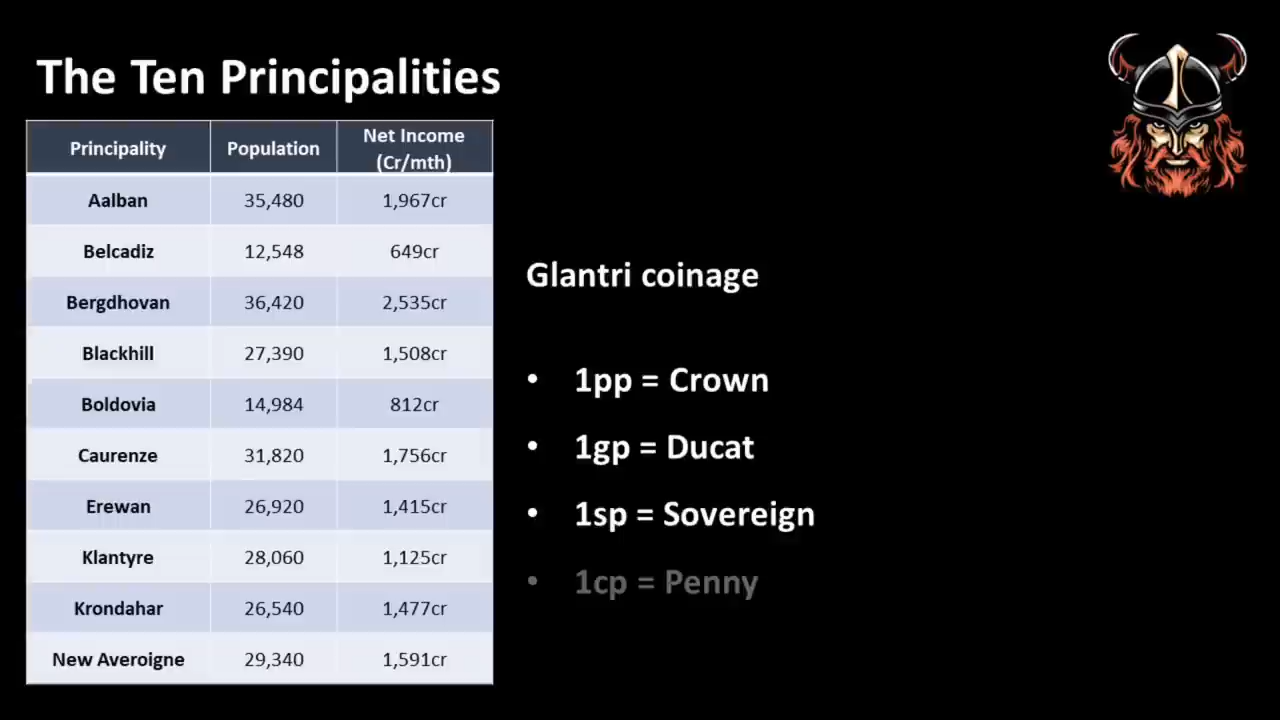 The Ten Principalities
Principality Population Net Income (Cr/mth)
Aalban 35,480 1,967cr
Belcadiz 12,548 649cr
Bergdhovan 36,420 2,535cr
Blackhill 27,390 1,508cr
Boldovia 14,984 812cr
Caurenze 31,820 1,756cr
Erewan 26,920 1,415cr
Klantyre 28,060 1,125cr
Krondahar 26,540 1,477cr
New Averoigne 29,340 1,591cr
Glantri coinage
• 1pp = Crown
• 1gp = Ducat
• 1sp = Sovereign
• 1cp = Penny